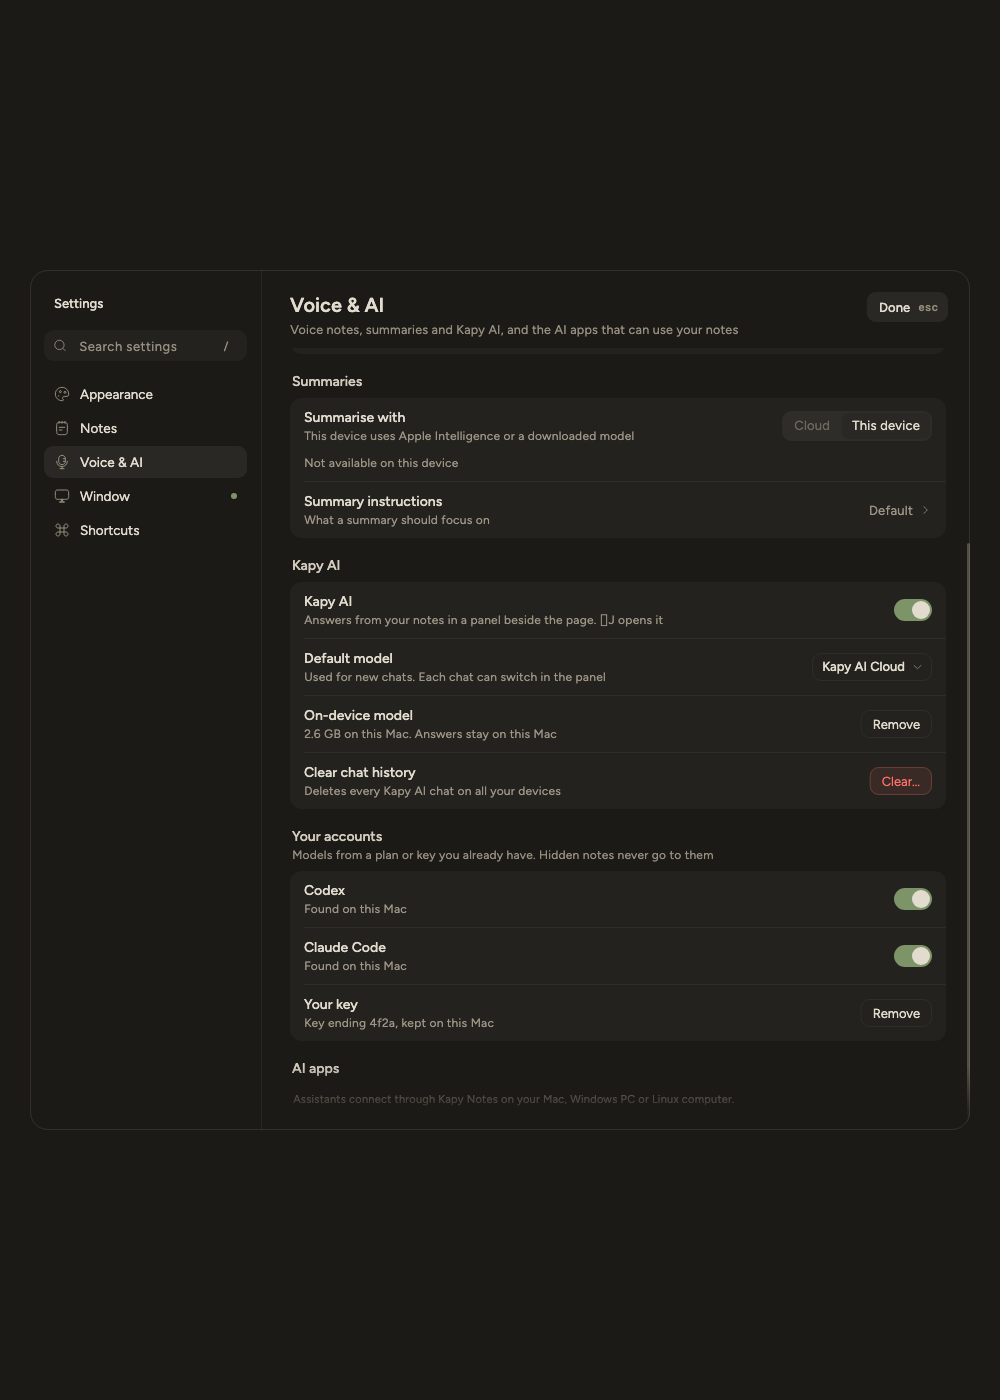 Settings
Search settings /
Appearance
Notes
Voice & AI
Window
Shortcuts
Voice & AI
Voice notes, summaries and Kapy AI, and the AI apps that can use your notes
Done esc
Summaries
Summarise with
This device uses Apple Intelligence or a downloaded model
Cloud This device
Not available on this device
Summary instructions
What a summary should focus on
Default
Kapy AI
Kapy AI
Answers from your notes in a panel beside the page. ▯J opens it
Default model
Used for new chats. Each chat can switch in the panel
Kapy AI Cloud
On-device model
2.6 GB on this Mac. Answers stay on this Mac
Remove
Clear chat history
Deletes every Kapy AI chat on all your devices
Clear...
Your accounts
Models from a plan or key you already have. Hidden notes never go to them
Codex
Found on this Mac
Claude Code
Found on this Mac
Your key
Key ending 4f2a, kept on this Mac
Remove
AI apps
Assistants connect through Kapy Notes on your Mac, Windows PC or Linux computer.